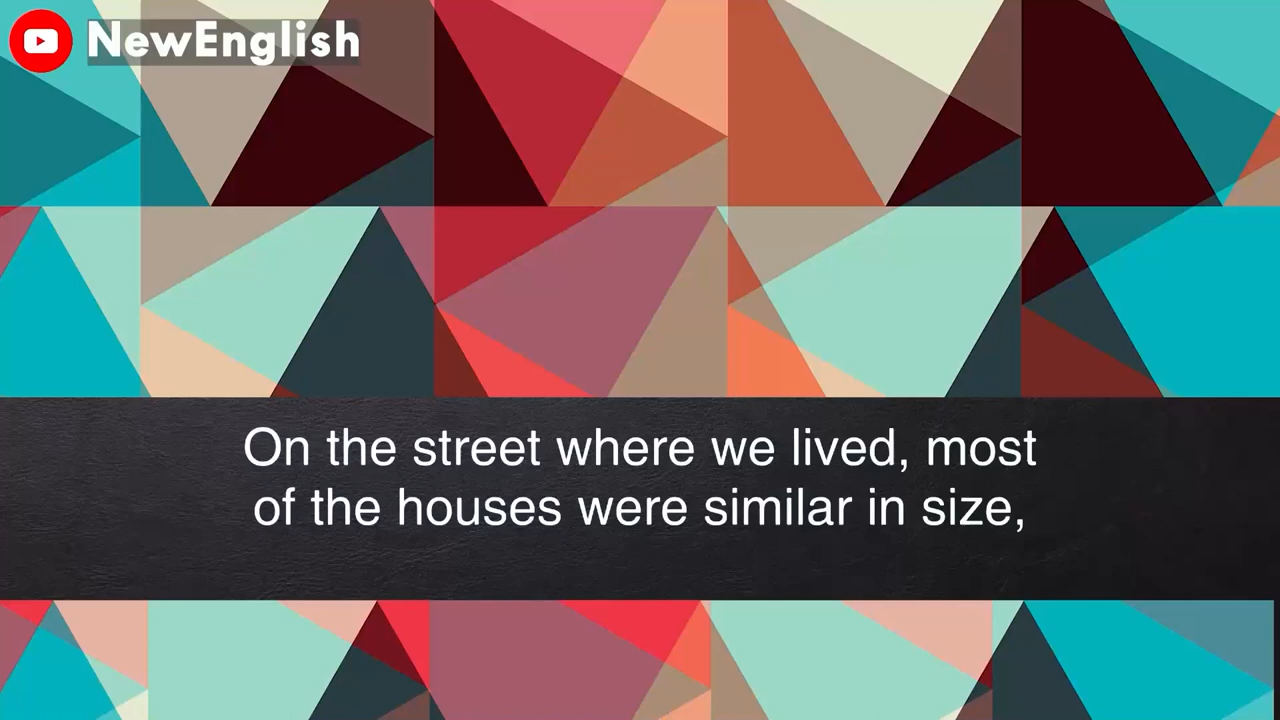 NewEnglish
On the street where we lived, most
of the houses were similar in size,